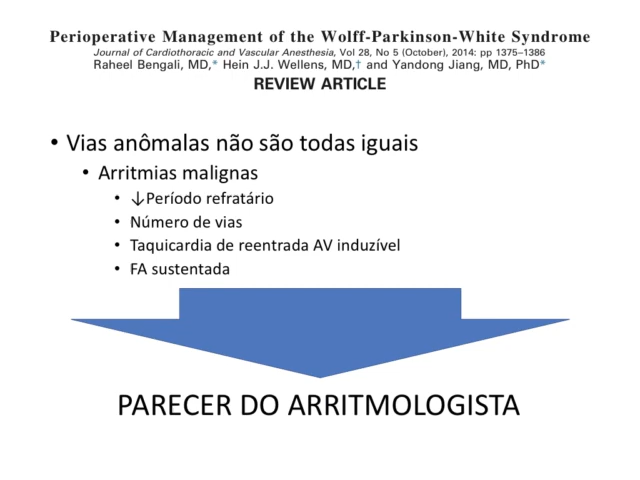 Perioperative Management of the Wolff-Parkinson-White Syndrome
Journal of Cardiothoracic and Vascular Anesthesia, Vol 28, No 5 (October), 2014: pp 1375–1386
Raheel Bengali, MD,* Hein J.J. Wellens, MD,† and Yandong Jiang, MD, PhD*
REVIEW ARTICLE
• Vias anômalas não são todas iguais
• Arritmias malignas
• ↓Período refratário
• Número de vias
• Taquicardia de reentrada AV induzível
• FA sustentada
PARECER DO ARRITMOLOGISTA